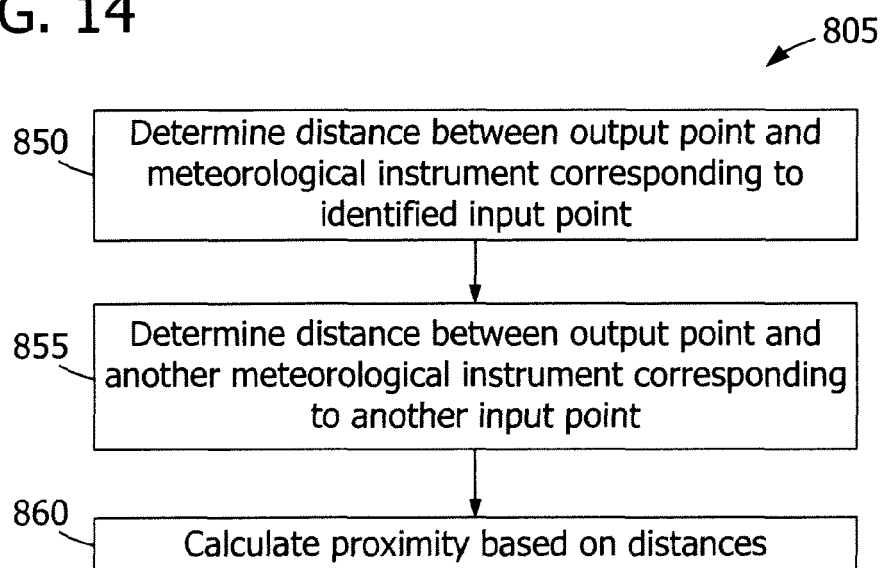 G. 14
805
850
Determine distance between output point and
meteorological instrument corresponding to
identified input point
855
Determine distance between output point and
another meteorological instrument corresponding
to another input point
860
Calculate proximity based on distances